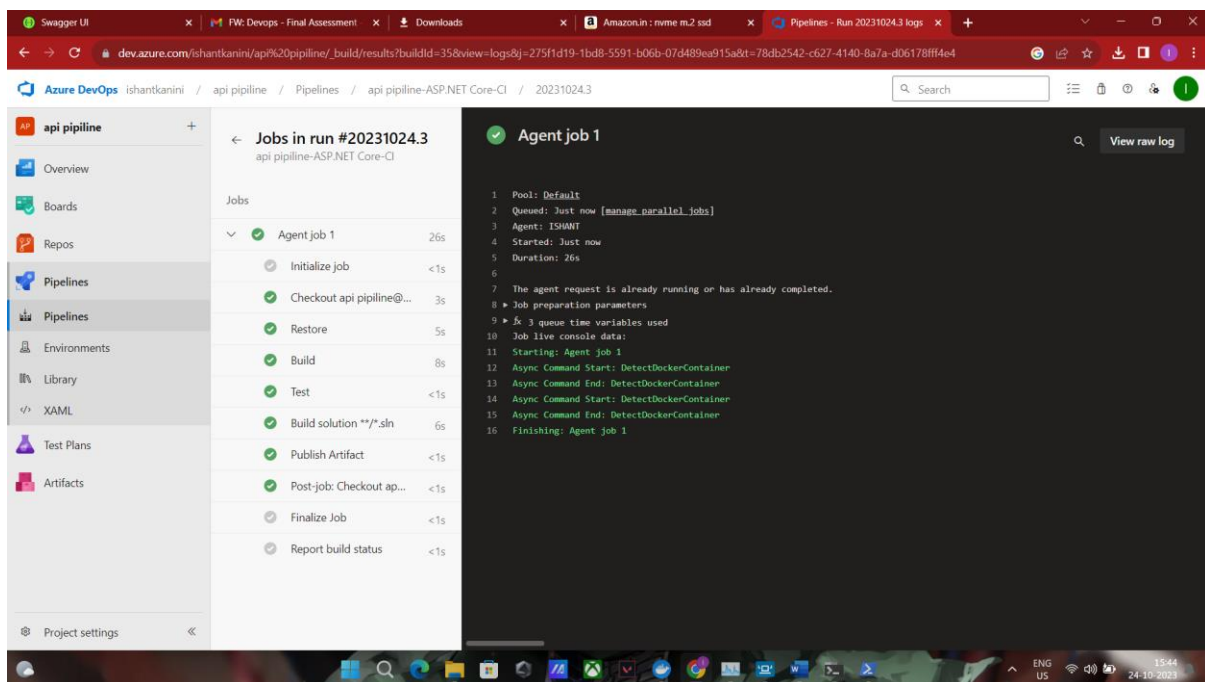 Swagger UI
FW: Devops - Final Assessment
Downloads
Amazon.in : nvme m.2 ssd
Pipelines - Run 20231024.3 logs
dev.azure.com/ishantkanini/api%20pipiline/_build/results?buildId=35&view=logs&j=275f1d19-1bd8-5591-b06b-07d489ea915a&t=78db2542-c627-4140-8a7a-d06178fff4e4
Azure DevOps ishantkanini / api pipiline / Pipelines / api pipiline-ASP.NET Core-CI / 20231024.3
Search
I
AP api pipiline +
Overview
Boards
Repos
Pipelines
Pipelines
Environments
Library
XAML
Test Plans
Artifacts
Project settings
Jobs in run #20231024.3
api pipiline-ASP.NET Core-CI
Jobs
Agent job 1 26s
Initialize job <1s
Checkout api pipiline@... 3s
Restore 5s
Build 8s
Test <1s
Build solution **/*.sln 6s
Publish Artifact <1s
Post-job: Checkout ap... <1s
Finalize Job <1s
Report build status <1s
Agent job 1
View raw log
1 Pool: Default
2 Queued: Just now [manage parallel jobs]
3 Agent: ISHANT
4 Started: Just now
5 Duration: 26s
6
7 The agent request is already running or has already completed.
8 Job preparation parameters
9 fx 3 queue time variables used
10 Job live console data:
11 Starting: Agent job 1
12 Async Command Start: DetectDockerContainer
13 Async Command End: DetectDockerContainer
14 Async Command Start: DetectDockerContainer
15 Async Command End: DetectDockerContainer
16 Finishing: Agent job 1
ENG
US
15:44
24-10-2023